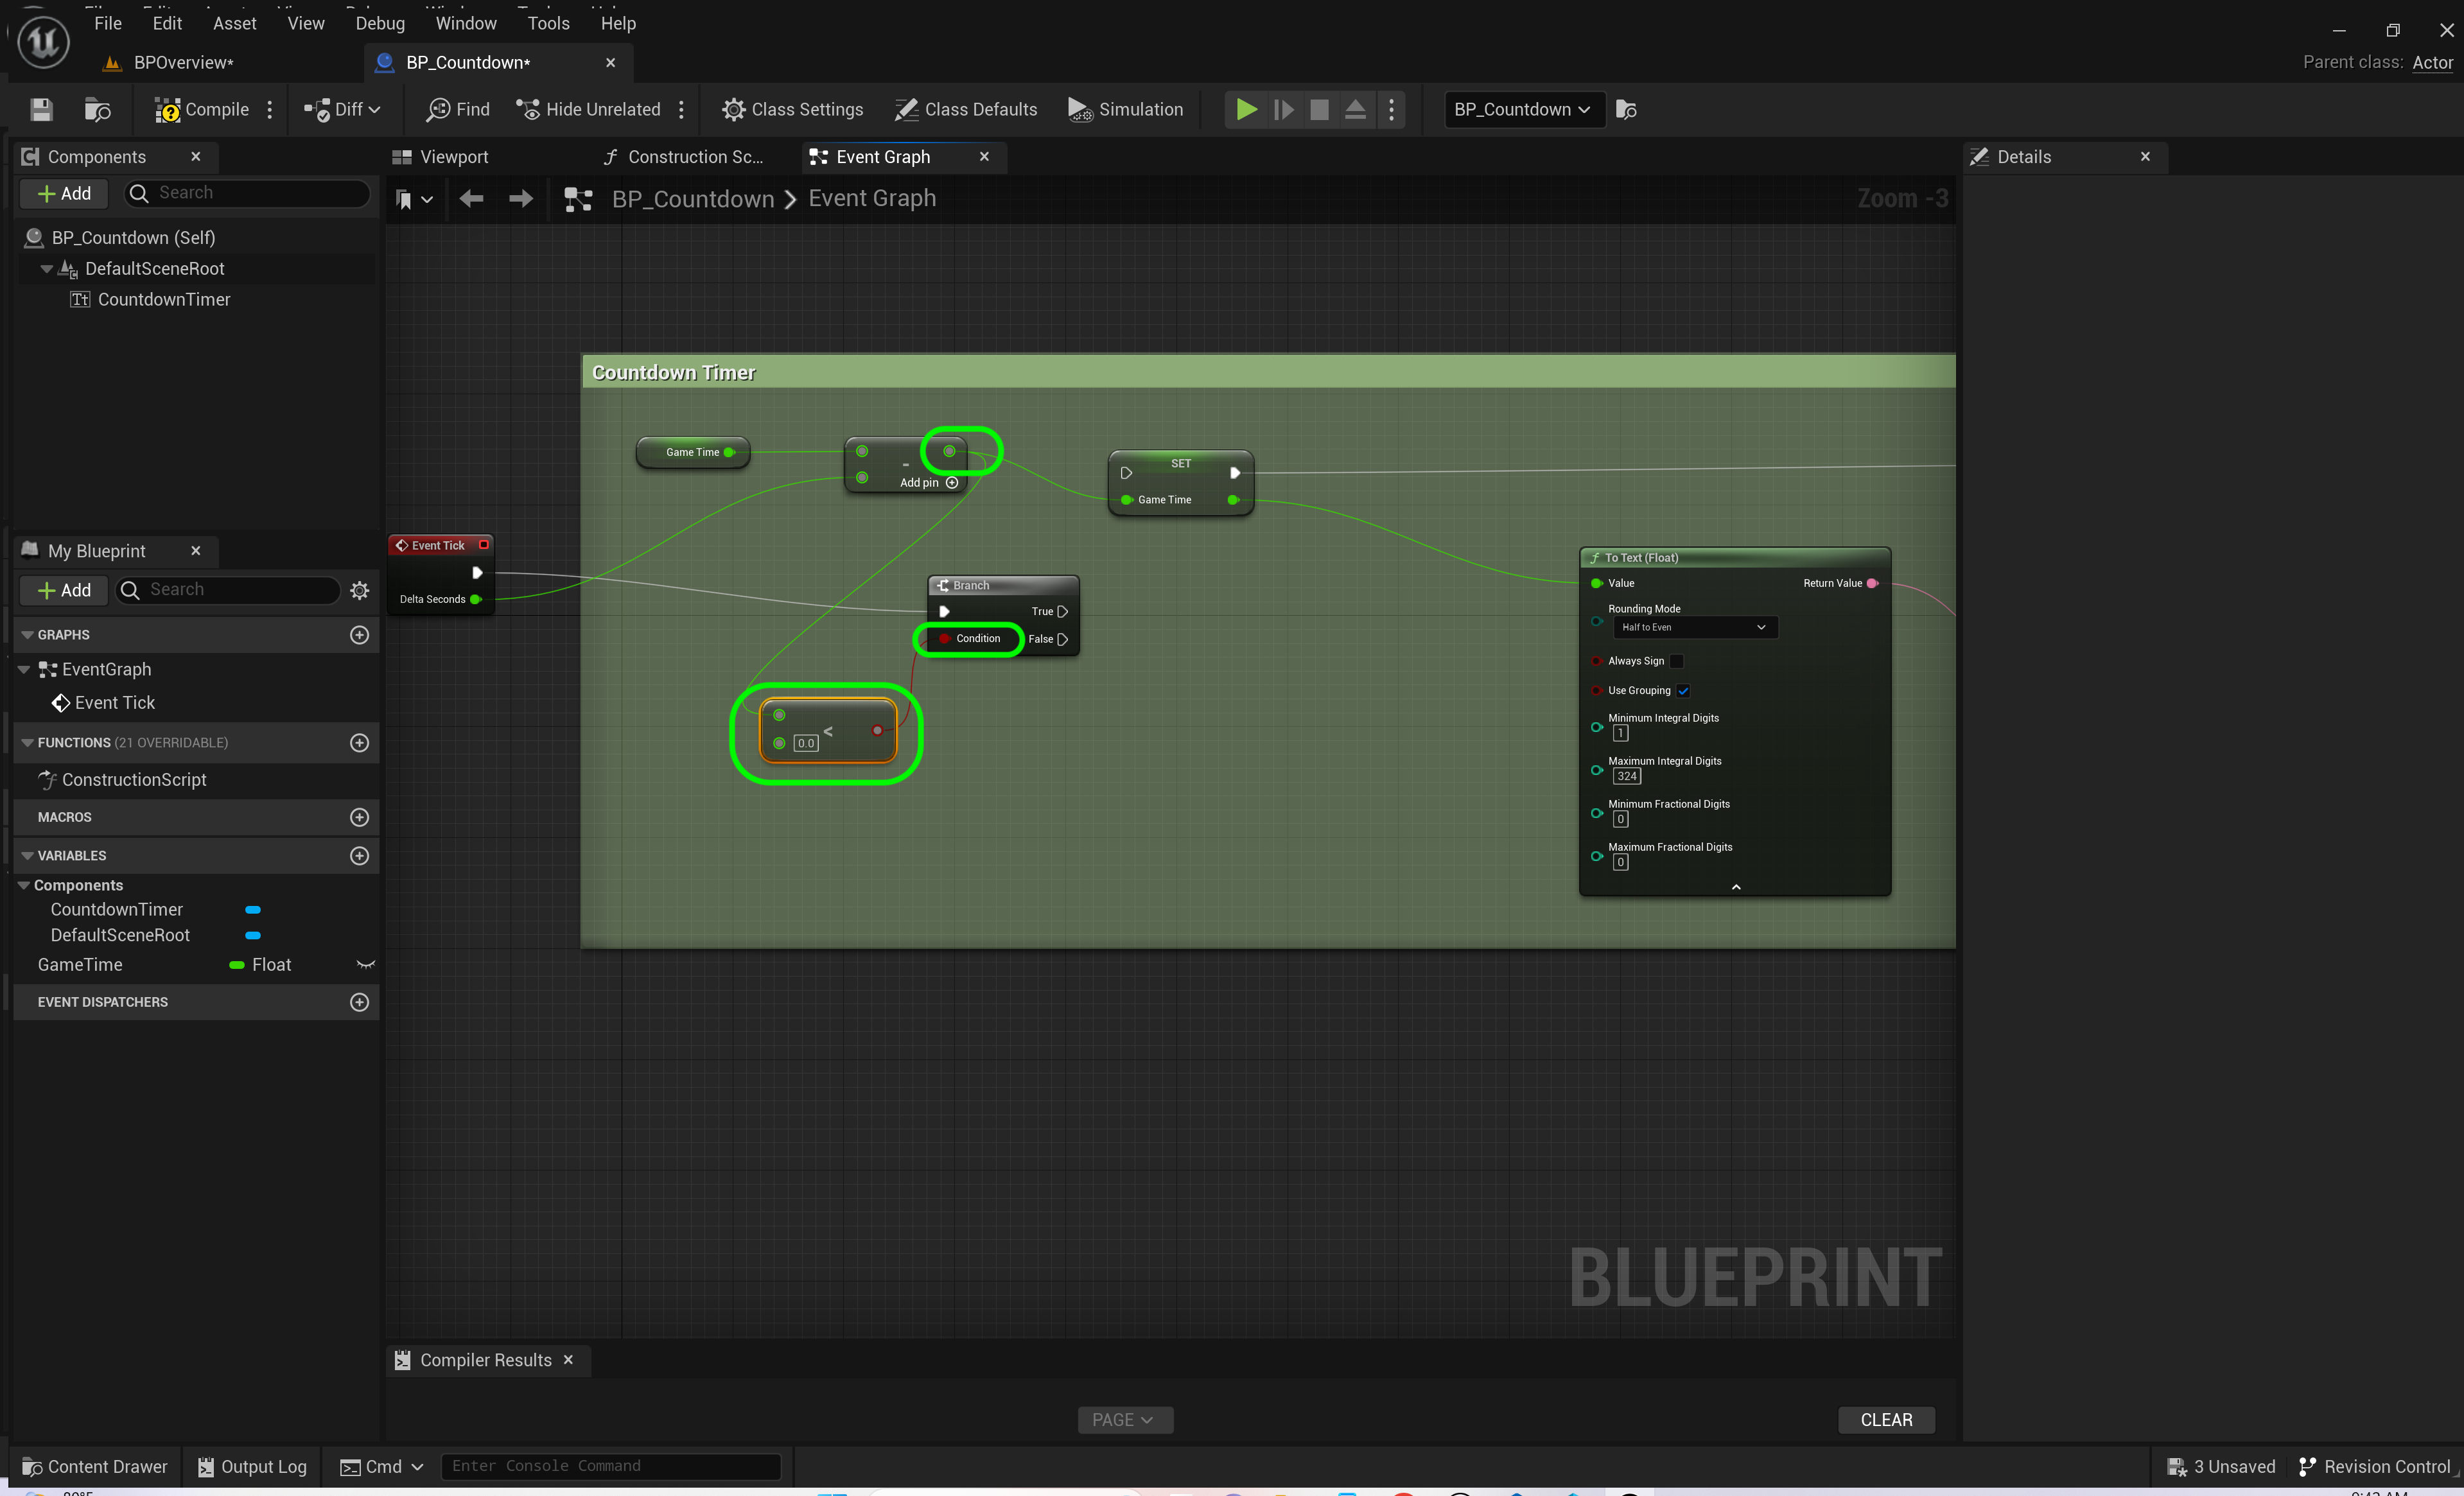 File Edit Asset View Debug Window Tools Help
BPOverview*
BP_Countdown*
Parent class: Actor
Compile
Diff
Find
Hide Unrelated
Class Settings
Class Defaults
Simulation
BP_Countdown
Components
Viewport
Construction Sc...
Event Graph
Details
Add
Search
BP_Countdown > Event Graph
Zoom -3
BP_Countdown (Self)
DefaultSceneRoot
CountdownTimer
Countdown Timer
Game Time
-
Add pin
SET
Game Time
Event Tick
Delta Seconds
Branch
True
Condition
False
0.0
<
To Text (Float)
Value
Return Value
Rounding Mode
Half to Even
Always Sign
Use Grouping
Minimum Integral Digits
1
Maximum Integral Digits
324
Minimum Fractional Digits
0
Maximum Fractional Digits
0
My Blueprint
Add
Search
GRAPHS
EventGraph
Event Tick
FUNCTIONS (21 OVERRIDABLE)
ConstructionScript
MACROS
VARIABLES
Components
CountdownTimer
DefaultSceneRoot
GameTime Float
EVENT DISPATCHERS
BLUEPRINT
Compiler Results
PAGE
CLEAR
Content Drawer
Output Log
Cmd
Enter Console Command
3 Unsaved
Revision Control